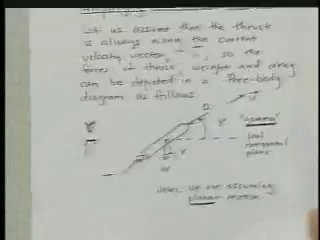 Let us assume that the thrust
is always along the current
velocity vector, so the
forces of thrust weight and drag
can be depicted in a free-body
diagram as follows
D
V
"gamma"
local
horizontal
plane
W
Note: We are assuming
planar motion